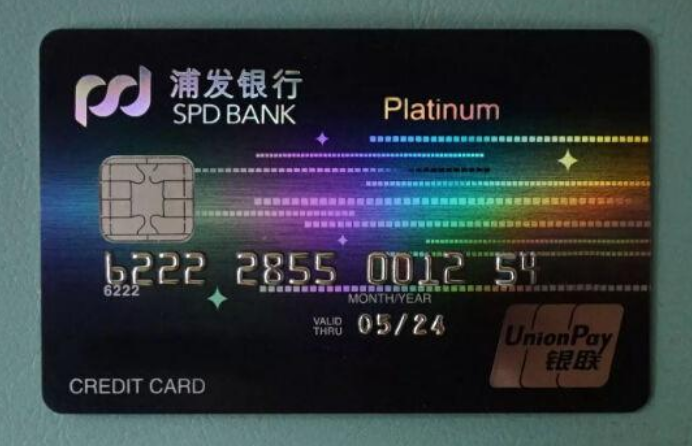 浦发银行
SPD BANK
Platinum
6222 2855 0012 54
6222
MONTH/YEAR
VALID THRU 05/24
UnionPay
银联
CREDIT CARD